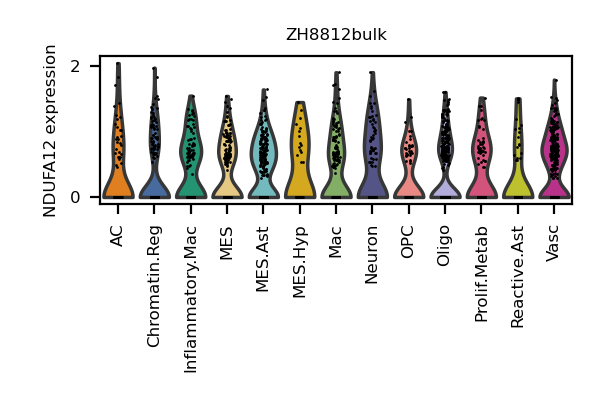 ZH8812bulk
NDUFA12 expression
2
0
AC
Chromatin.Reg
Inflammatory.Mac
MES
MES.Ast
MES.Hyp
Mac
Neuron
OPC
Oligo
Prolif.Metab
Reactive.Ast
Vasc